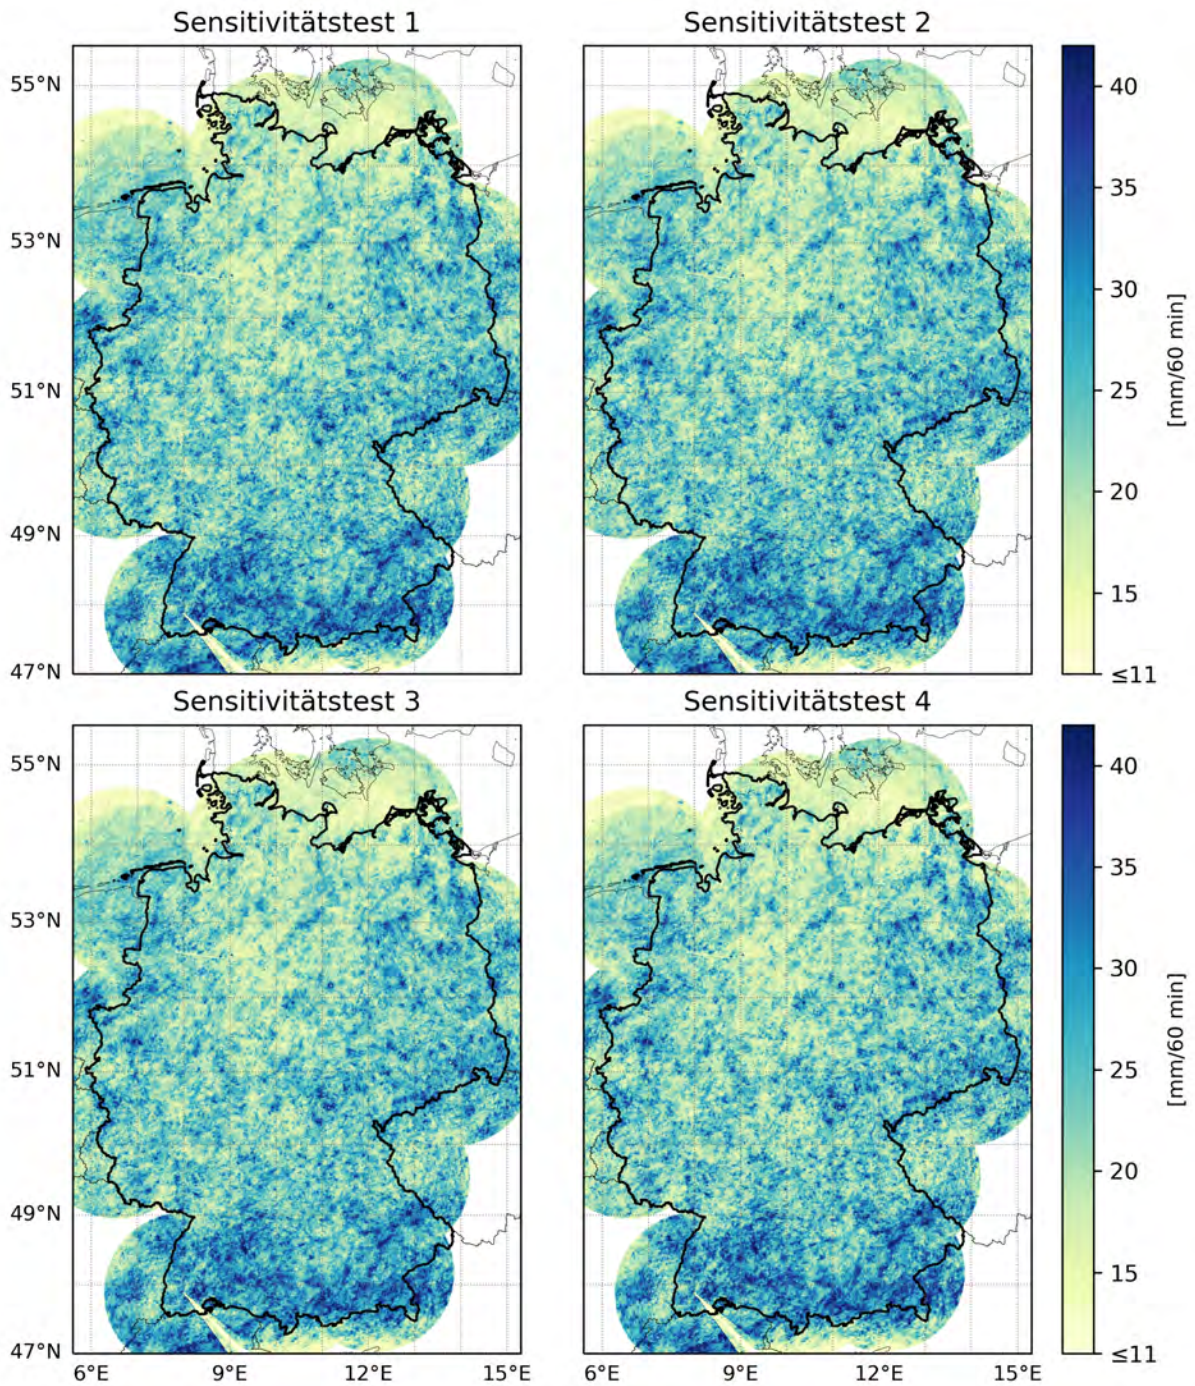 Sensitivitätstest 1
Sensitivitätstest 2
55°N
53°N
51°N
49°N
47°N
40
35
30
25
20
15
≤11
[mm/60 min]
Sensitivitätstest 3
Sensitivitätstest 4
55°N
53°N
51°N
49°N
47°N
6°E
9°E
12°E
15°E
6°E
9°E
12°E
15°E
40
35
30
25
20
15
≤11
[mm/60 min]